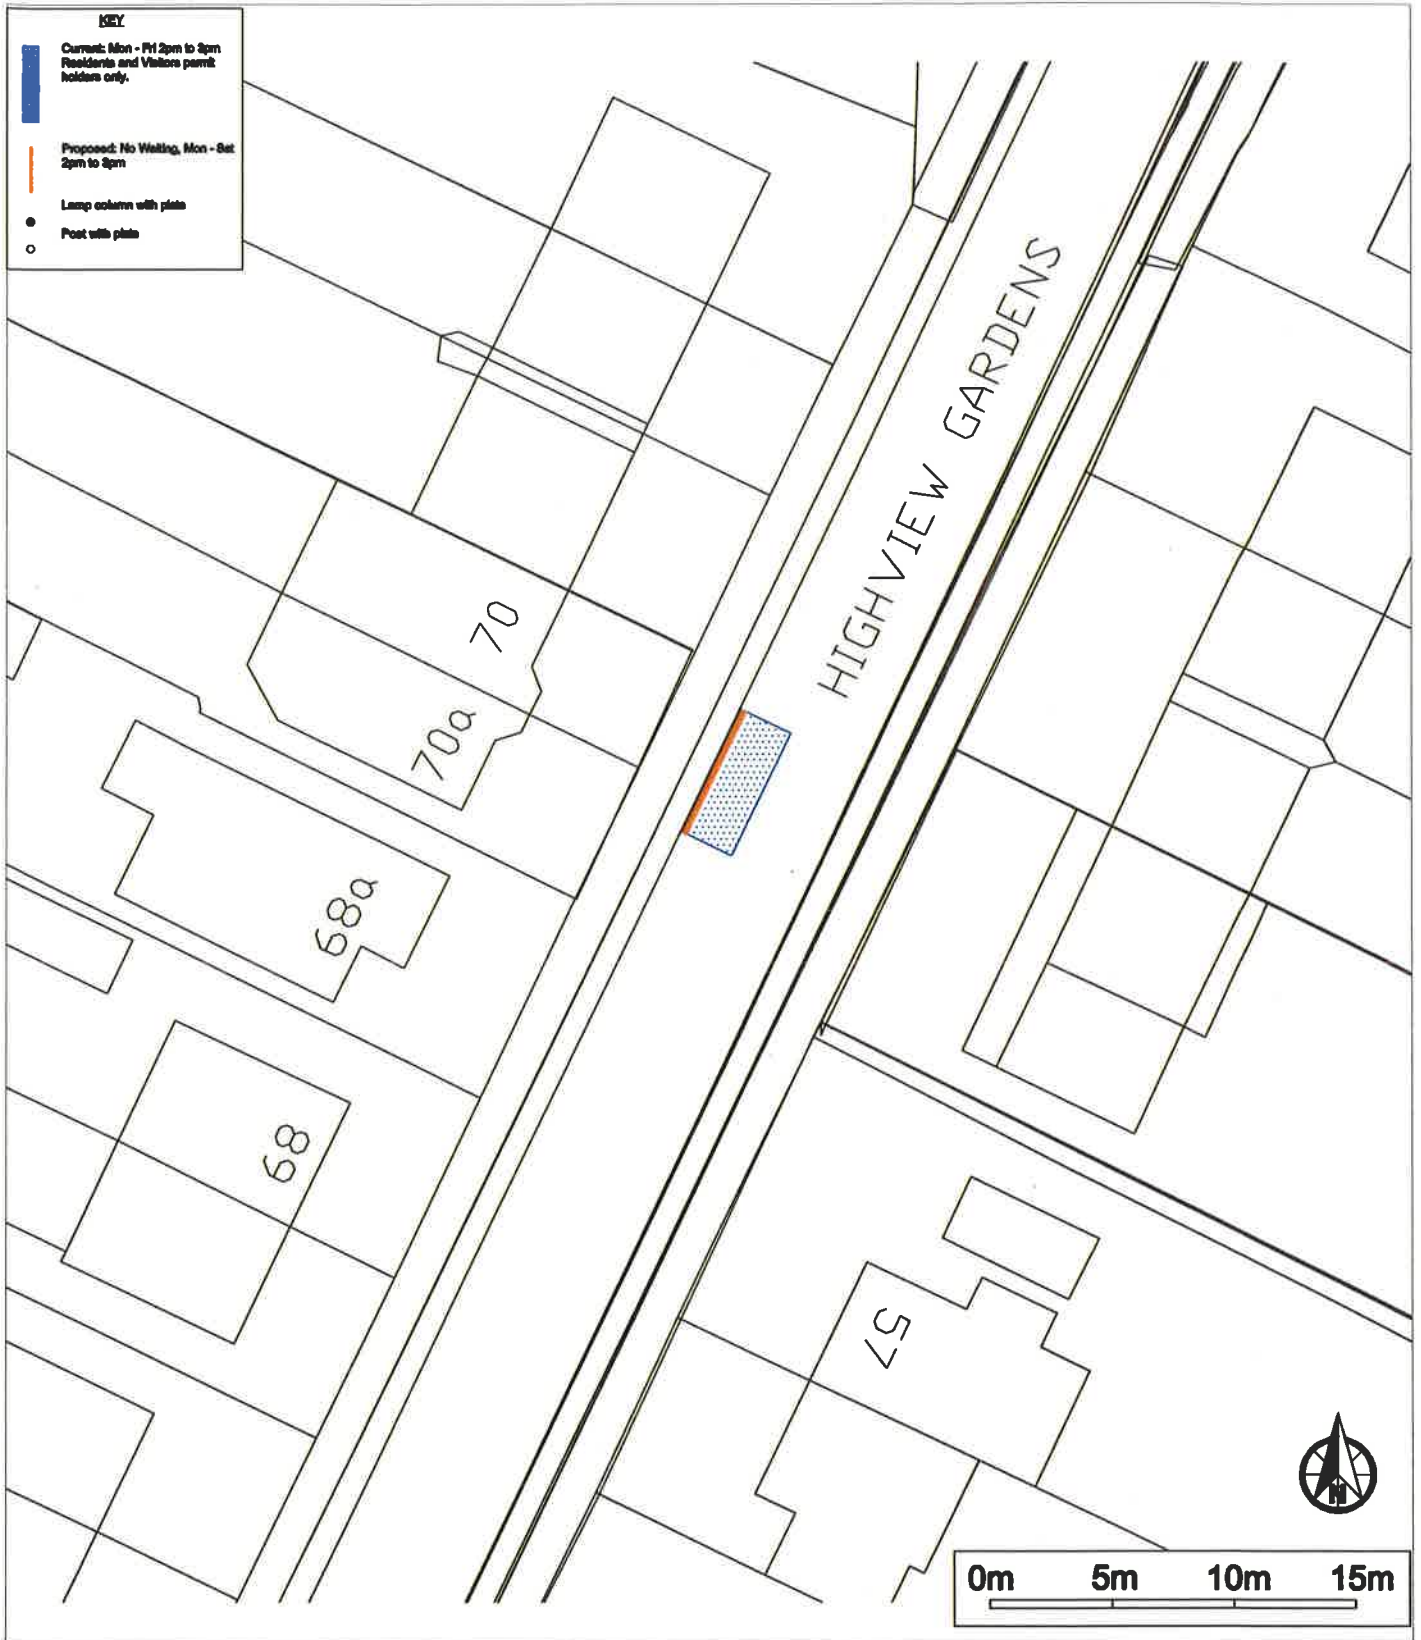 KEY
Current: Mon - Fri 2pm to 3pm
Residents and Visitors permit
holders only.
Proposed: No Waiting, Mon - Sat
2pm to 3pm
Lamp column with plate
Post with plate
HIGHVIEW GARDENS
70
70a
68a
68
57
N
0m 5m 10m 15m